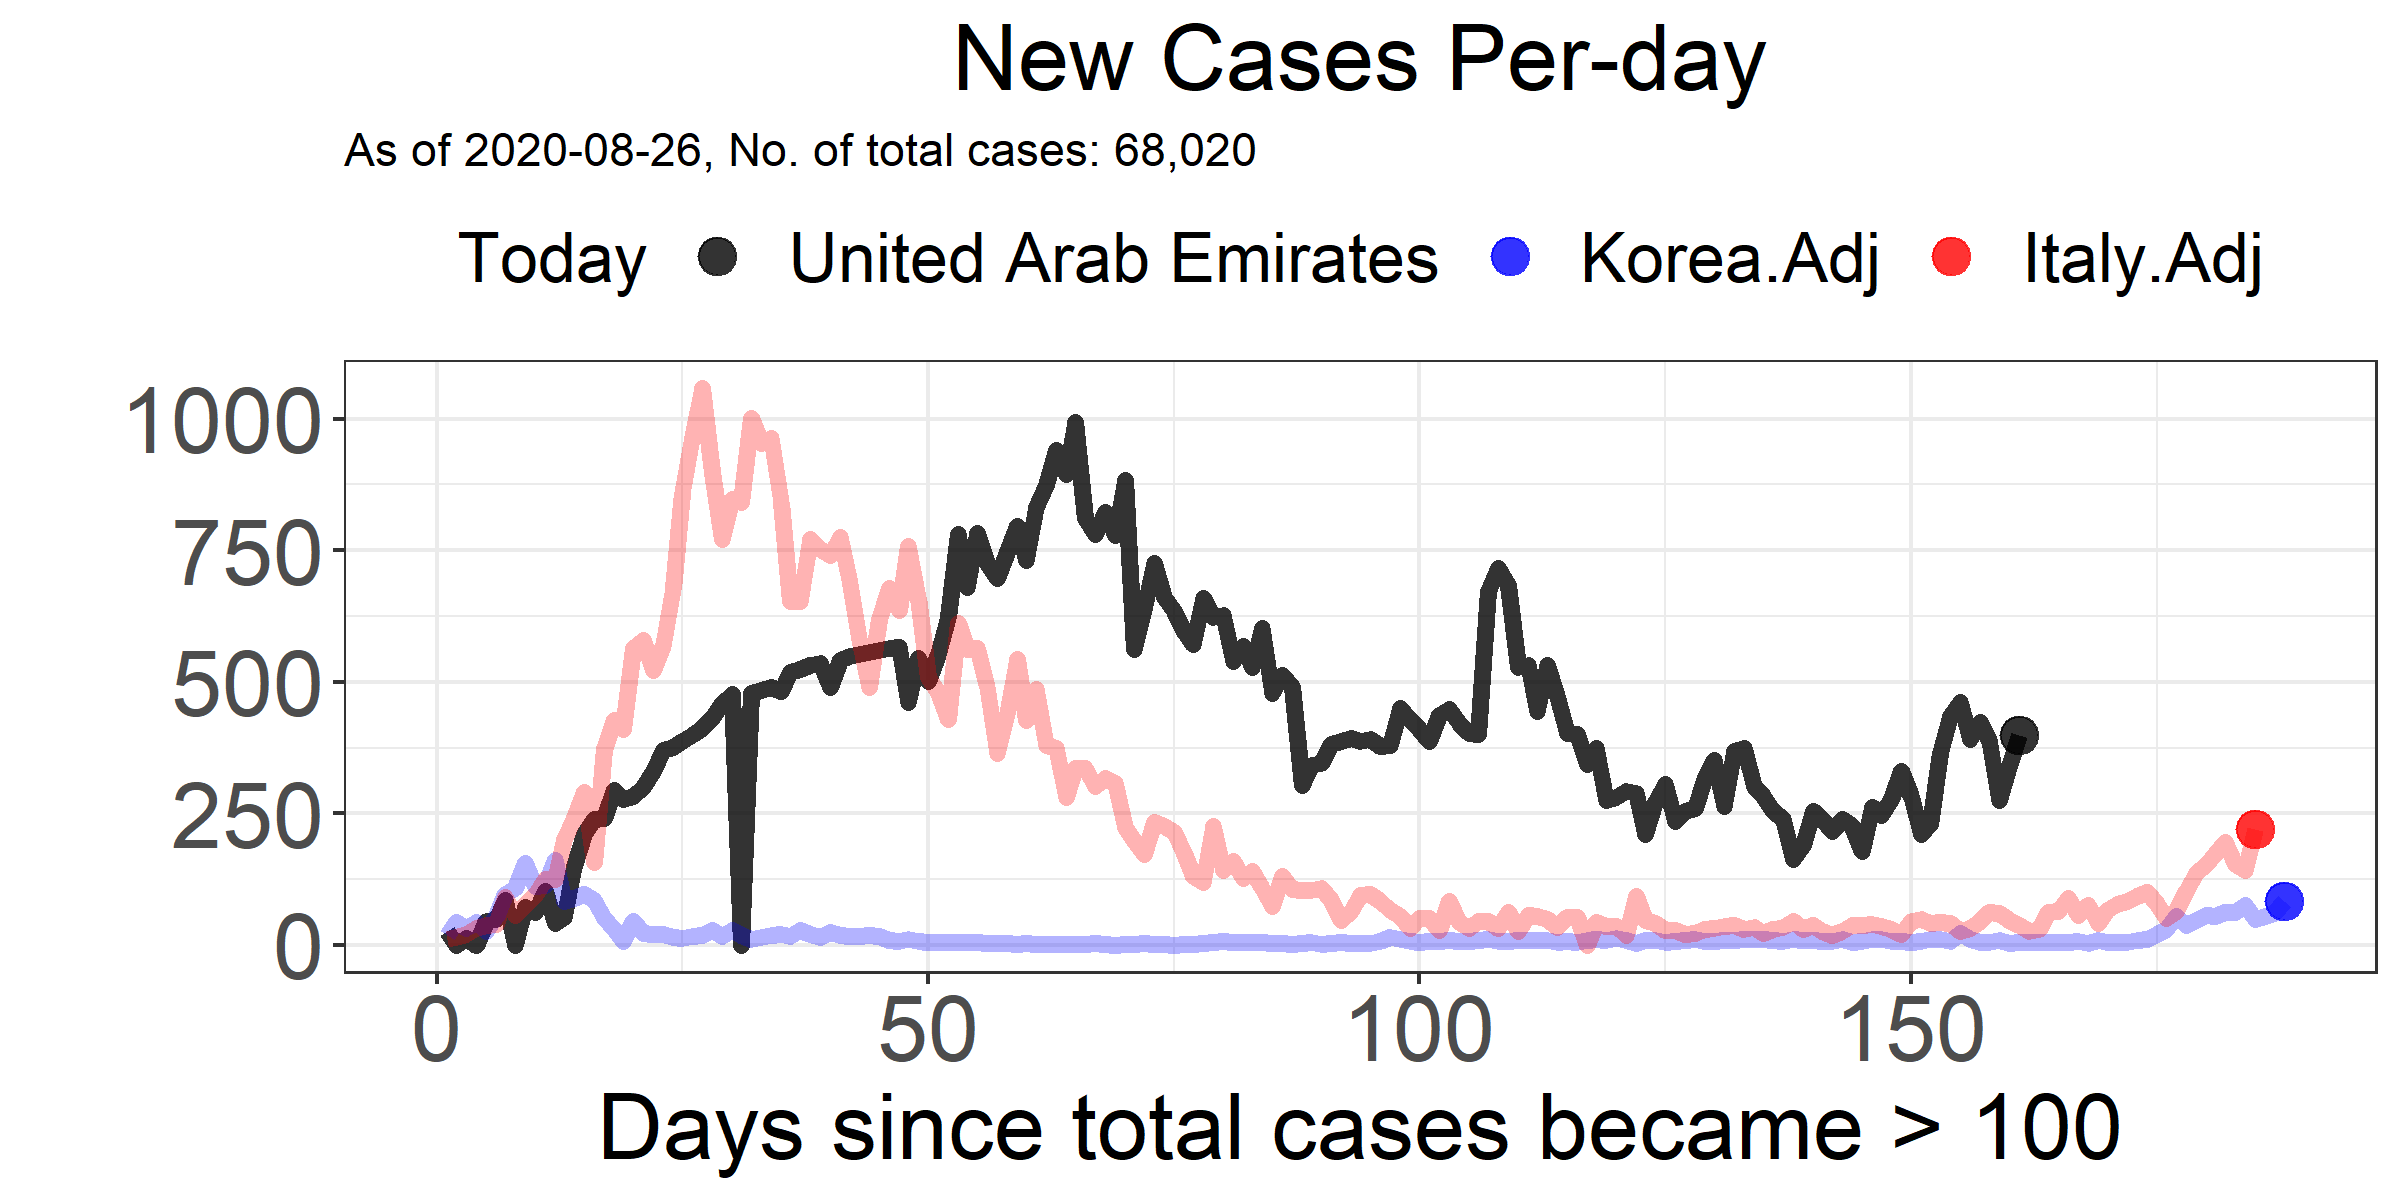 New Cases Per-day
As of 2020-08-26, No. of total cases: 68,020
Today United Arab Emirates Korea.Adj Italy.Adj
1000
750
500
250
0
0 50 100 150
Days since total cases became > 100